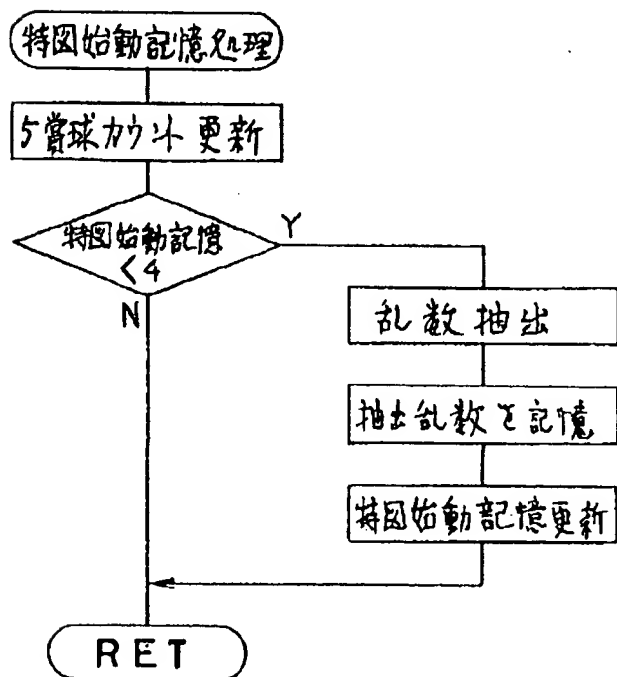 特図始動記憶処理
5賞球カウント更新
特図始動記憶
<4
Y
N
乱数抽出
抽出乱数を記憶
特図始動記憶更新
RET